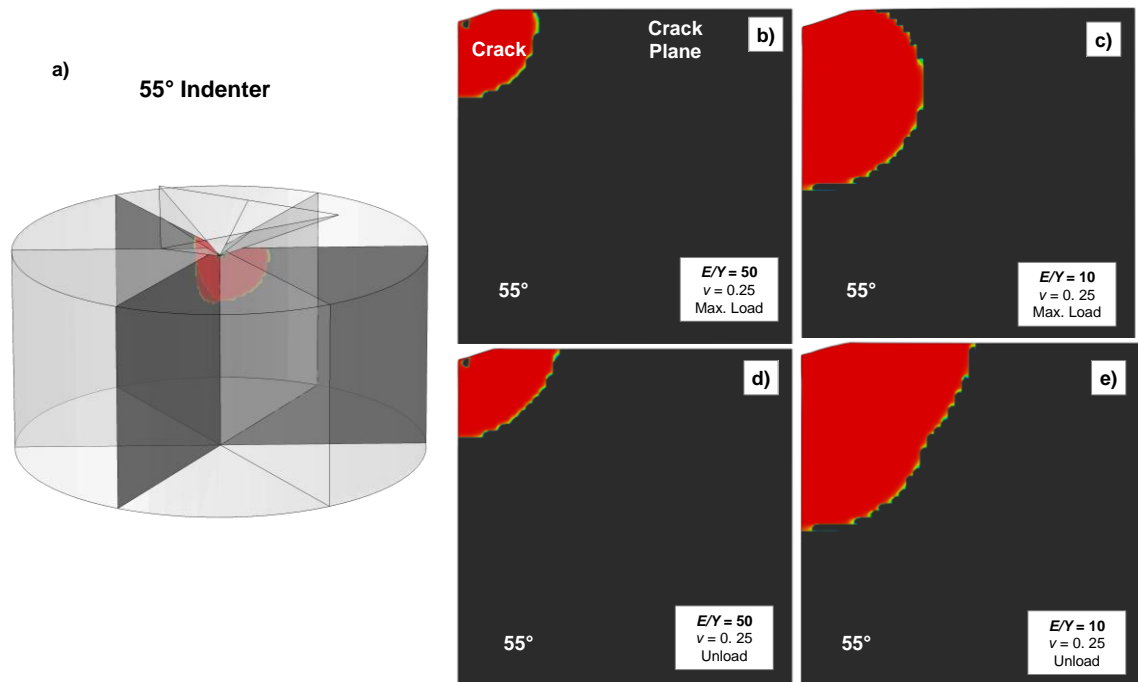 a)
55° Indenter
Crack
Crack
Plane
b)
55°
E/Y = 50
v = 0.25
Max. Load
c)
55°
E/Y = 10
v = 0. 25
Max. Load
d)
55°
E/Y = 50
v = 0. 25
Unload
e)
55°
E/Y = 10
v = 0. 25
Unload